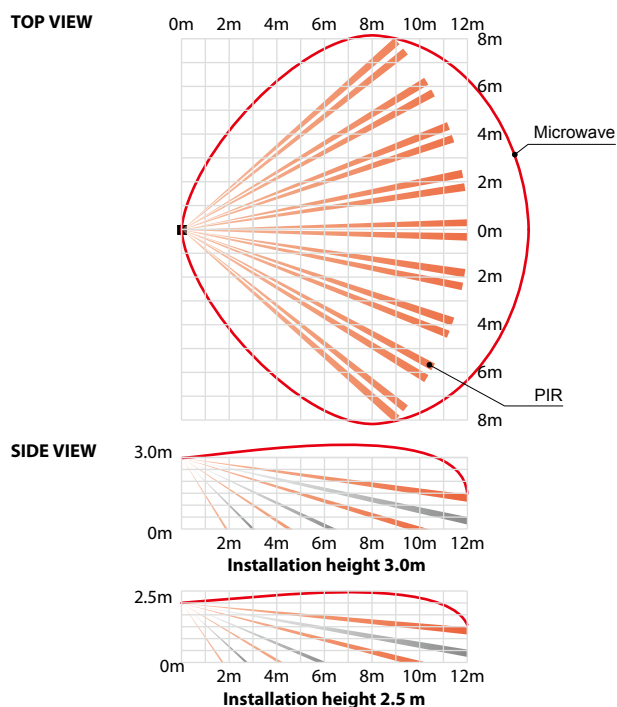 TOP VIEW
0m 2m 4m 6m 8m 10m 12m
8m
6m
4m
Microwave
2m
0m
2m
4m
6m
PIR
8m
SIDE VIEW
3.0m
0m
2m 4m 6m 8m 10m 12m
Installation height 3.0m
2.5m
0m
2m 4m 6m 8m 10m 12m
Installation height 2.5 m